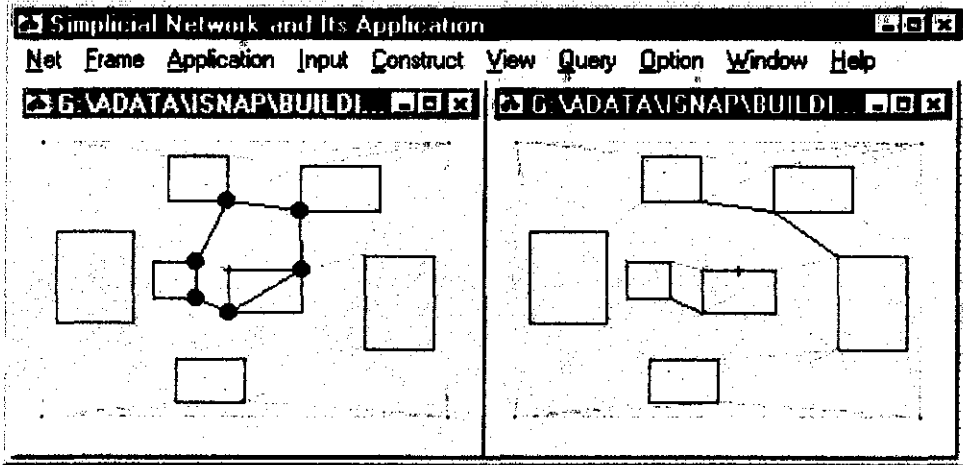 Simplicial Network and Its Application
Net Frame Application Input Construct View Query Option Window Help
G:\ADATA\ISNAP\BUILDI...
G:\ADATA\ISNAP\BUILDI...